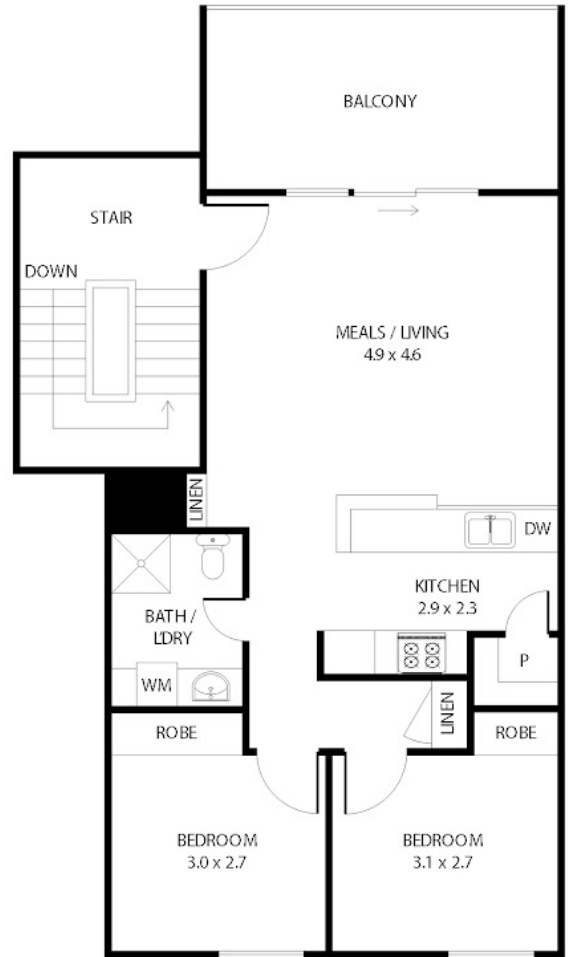 BALCONY
STAIR
DOWN
MEALS / LIVING
4.9 x 4.6
LINEN
DW
KITCHEN
2.9 x 2.3
BATH /
L'DRY
P
WM
LINEN
ROBE
ROBE
BEDROOM
3.0 x 2.7
BEDROOM
3.1 x 2.7